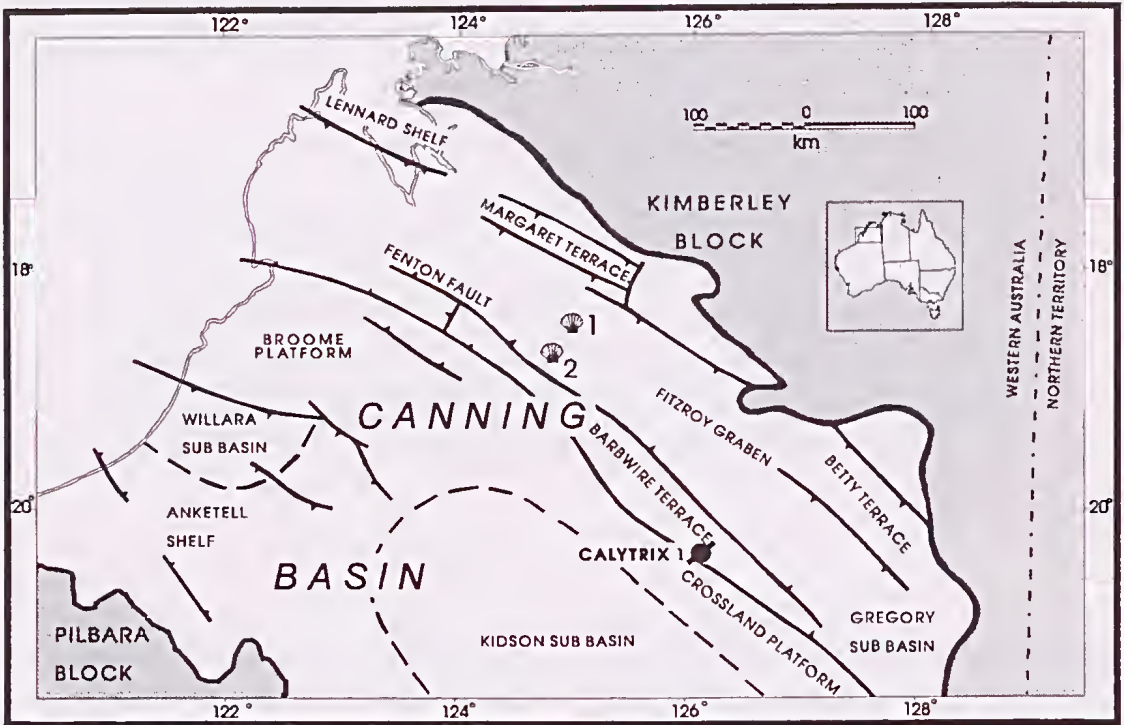 122°
124°
126°
128°
LENNARD SHELF
100 0 100
km
KIMBERLEY
BLOCK
MARGARET TERRACE
18°
18°
FENTON FAULT
WESTERN AUSTRALIA
NORTHERN TERRITORY
1
BROOME
PLATFORM
2
FITZROY GRABEN
CANNING
WILLARA
SUB BASIN
BARBWIRE TERRACE
BETTY TERRACE
20°
20°
ANKETELL
SHELF
CALYTRIX 1
BASIN
CROSSLAND PLATFORM
GREGORY
SUB BASIN
PILBARA
BLOCK
KIDSON SUB BASIN
122°
124°
126°
128°